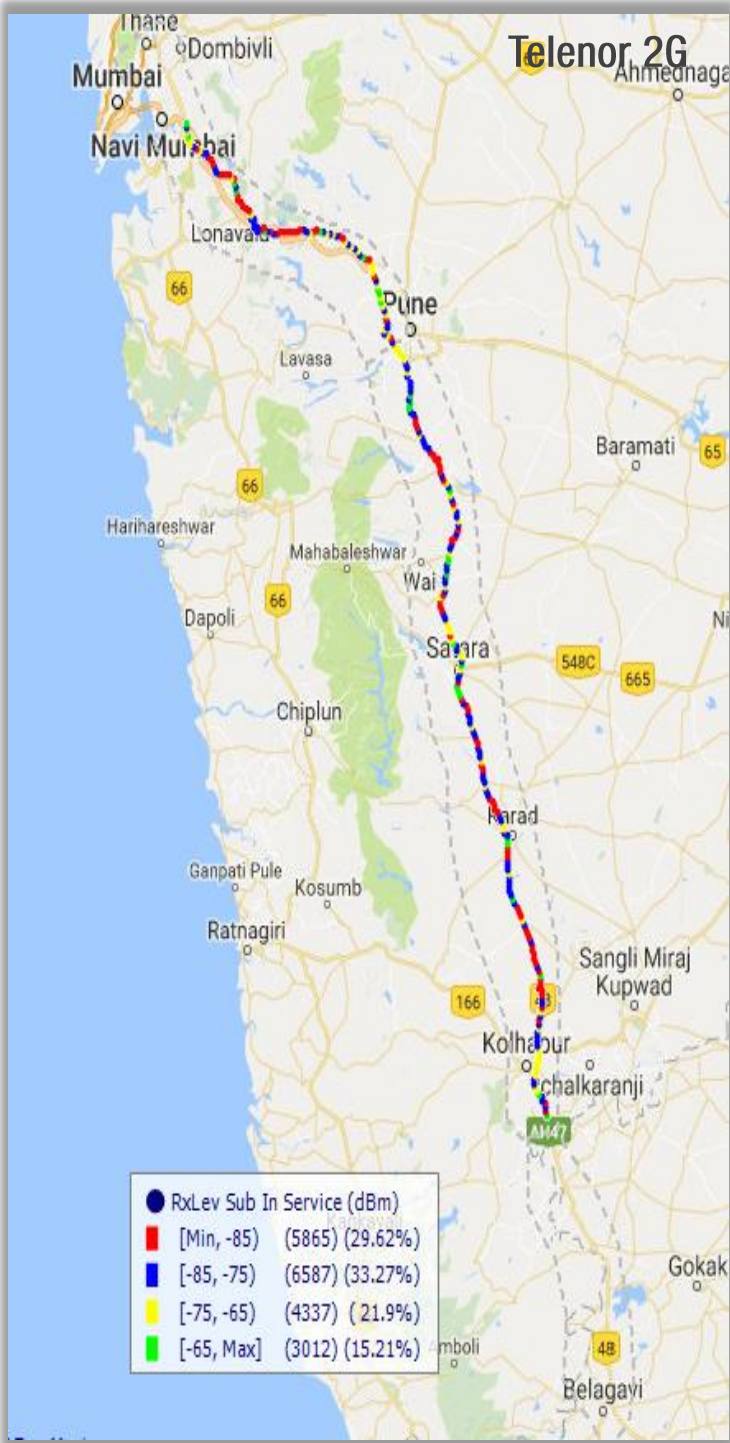 Thane
Dombivli
Telenor 2G
Mumbai
Ahmednaga
Navi Mumbai
Lonavala
66
Pune
Lavasa
Baramati
65
66
Harihareshwar
Mahabaleshwar
Wai
66
Dapoli
Ni
Satara
548C
665
Chiplun
Karad
Ganpati Pule
Kosumb
Ratnagiri
Sangli Miraj
Kupwad
166
48
Kolhapur
chalkaranji
AH47
RxLev Sub In Service (dBm)
[Min, -85) (5865) (29.62%)
[-85, -75) (6587) (33.27%)
[-75, -65) (4337) ( 21.9%)
[-65, Max] (3012) (15.21%)
Gokak
mboli
48
Belagavi